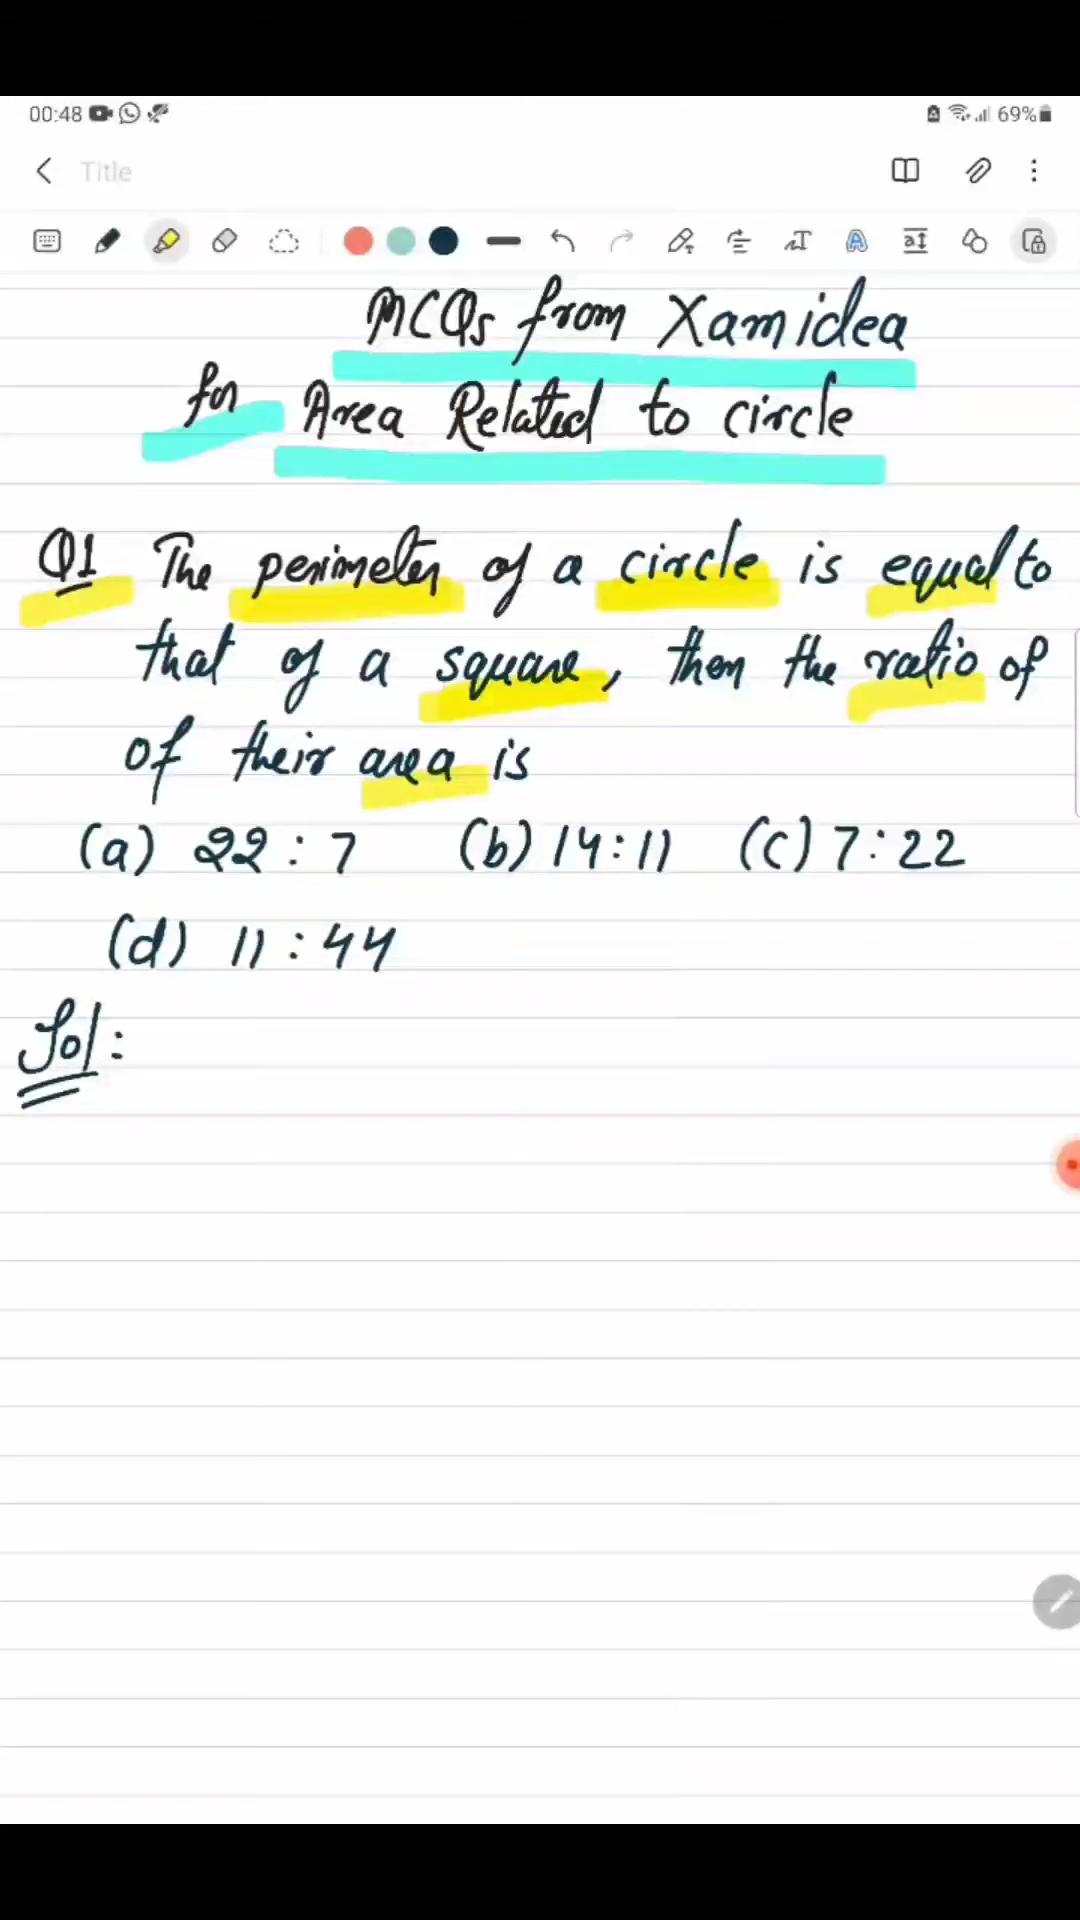 00:48
69%
Title
MCQs from Xamidea
for Area Related to circle
Q1 The perimeter of a circle is equal to
that of a square, then the ratio of
of their area is
(a) 22 : 7 (b) 14 : 11 (c) 7 : 22
(d) 11 : 44
Sol :